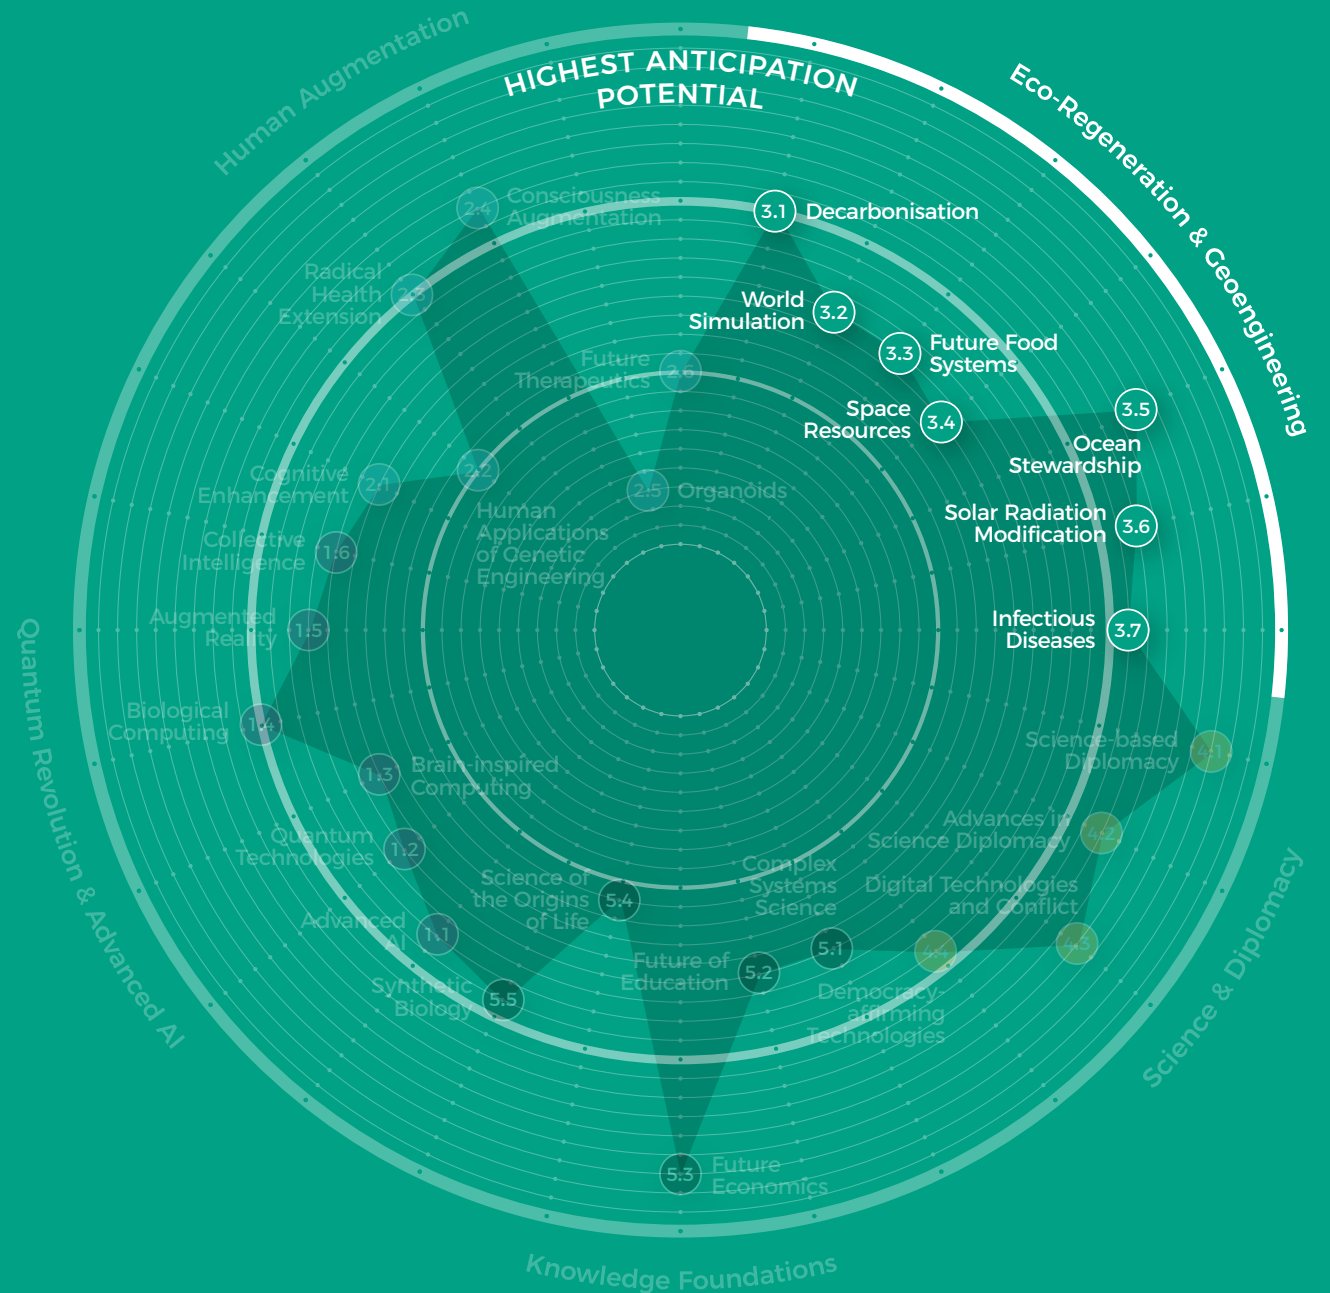 Human Augmentation
HIGHEST ANTICIPATION
POTENTIAL
Eco-Regeneration & Geoengineering
2.4
Consciousness
Augmentation
3.1
Decarbonisation
Radical
Health
Extension
2.3
World
Simulation
3.2
3.3
Future Food
Systems
Future
Therapeutics
2.6
Space
Resources
3.4
3.5
Ocean
Stewardship
Cognitive
Enhancement
2.1
2.2
Human
Applications
of Genetic
Engineering
2.5
Organoids
Solar Radiation
Modification
3.6
Collective
Intelligence
1.6
Augmented
Reality
1.5
Infectious
Diseases
3.7
Quantum Revolution & Advanced AI
Biological
Computing
1.4
Science-based
Diplomacy
4.1
1.3
Brain-inspired
Computing
Quantum
Technologies
1.2
Advances in
Science Diplomacy
4.2
Science of
the Origins
of Life
5.4
Complex
Systems
Science
5.1
Digital Technologies
and Conflict
4.3
Advanced
AI
1.1
Future of
Education
5.2
4.4
Democracy-
affirming
Technologies
Synthetic
Biology
5.5
Science & Diplomacy
5.3
Future
Economics
Knowledge Foundations